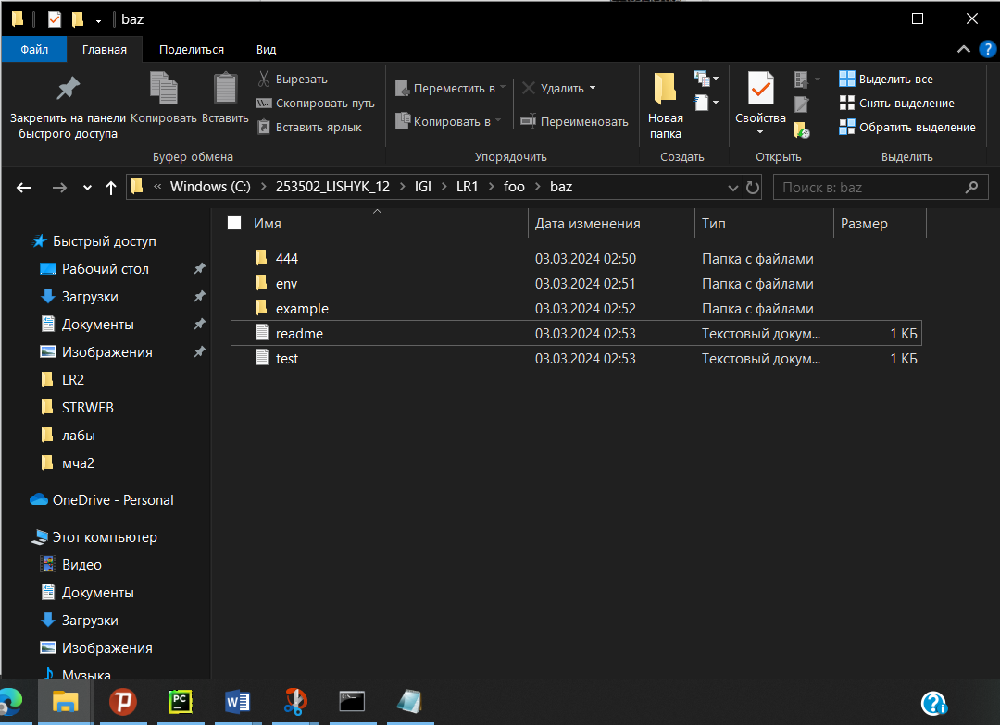 baz
Файл Главная Поделиться Вид
Закрепить на панели быстрого доступа
Копировать
Вставить
Вырезать
Скопировать путь
Вставить ярлык
Буфер обмена
Переместить в
Копировать в
Удалить
Переименовать
Упорядочить
Новая папка
Создать
Свойства
Открыть
Выделить все
Снять выделение
Обратить выделение
Выделить
« Windows (C:) > 253502_LISHYK_12 > IGI > LR1 > foo > baz
Поиск в: baz
Быстрый доступ
Рабочий стол
Загрузки
Документы
Изображения
LR2
STRWEB
лабы
мча2
OneDrive - Personal
Этот компьютер
Видео
Документы
Загрузки
Изображения
Музыка
Имя Дата изменения Тип Размер
444 03.03.2024 02:50 Папка с файлами
env 03.03.2024 02:51 Папка с файлами
example 03.03.2024 02:52 Папка с файлами
readme 03.03.2024 02:53 Текстовый докум... 1 КБ
test 03.03.2024 02:53 Текстовый докум... 1 КБ
PC